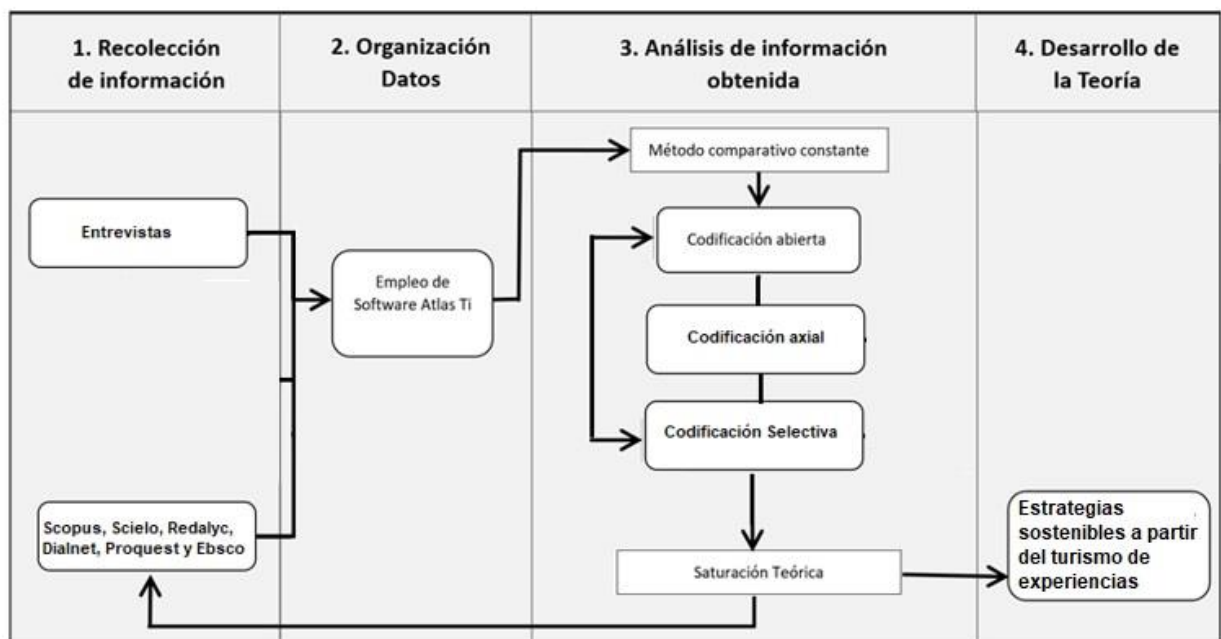 1. Recolección
de información
2. Organización
Datos
3. Análisis de información
obtenida
4. Desarrollo de
la Teoría
Entrevistas
Scopus, Scielo, Redalyc,
Dialnet, Proquest y Ebsco
Empleo de
Software Atlas Ti
Método comparativo constante
Codificación abierta
Codificación axial
Codificación Selectiva
Saturación Teórica
Estrategias
sostenibles a partir
del turismo de
experiencias